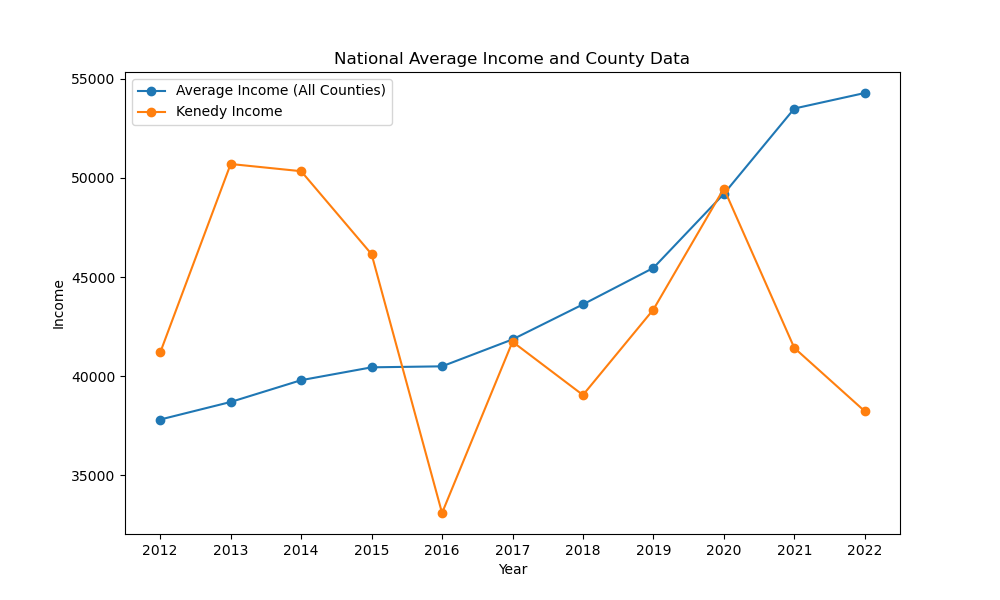 National Average Income and County Data
Average Income (All Counties)
Kenedy Income
55000
50000
45000
40000
35000
Income
2012 2013 2014 2015 2016 2017 2018 2019 2020 2021 2022
Year